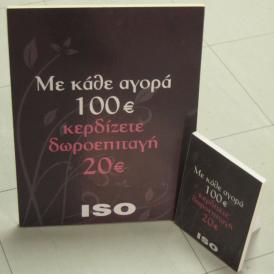 Με κάθε αγορά
100€
κερδίζετε
δωροεπιταγή
20€
ISO
Με κάθε αγορά
100€
κερδίζετε
δωροεπιταγή
20€
ISO